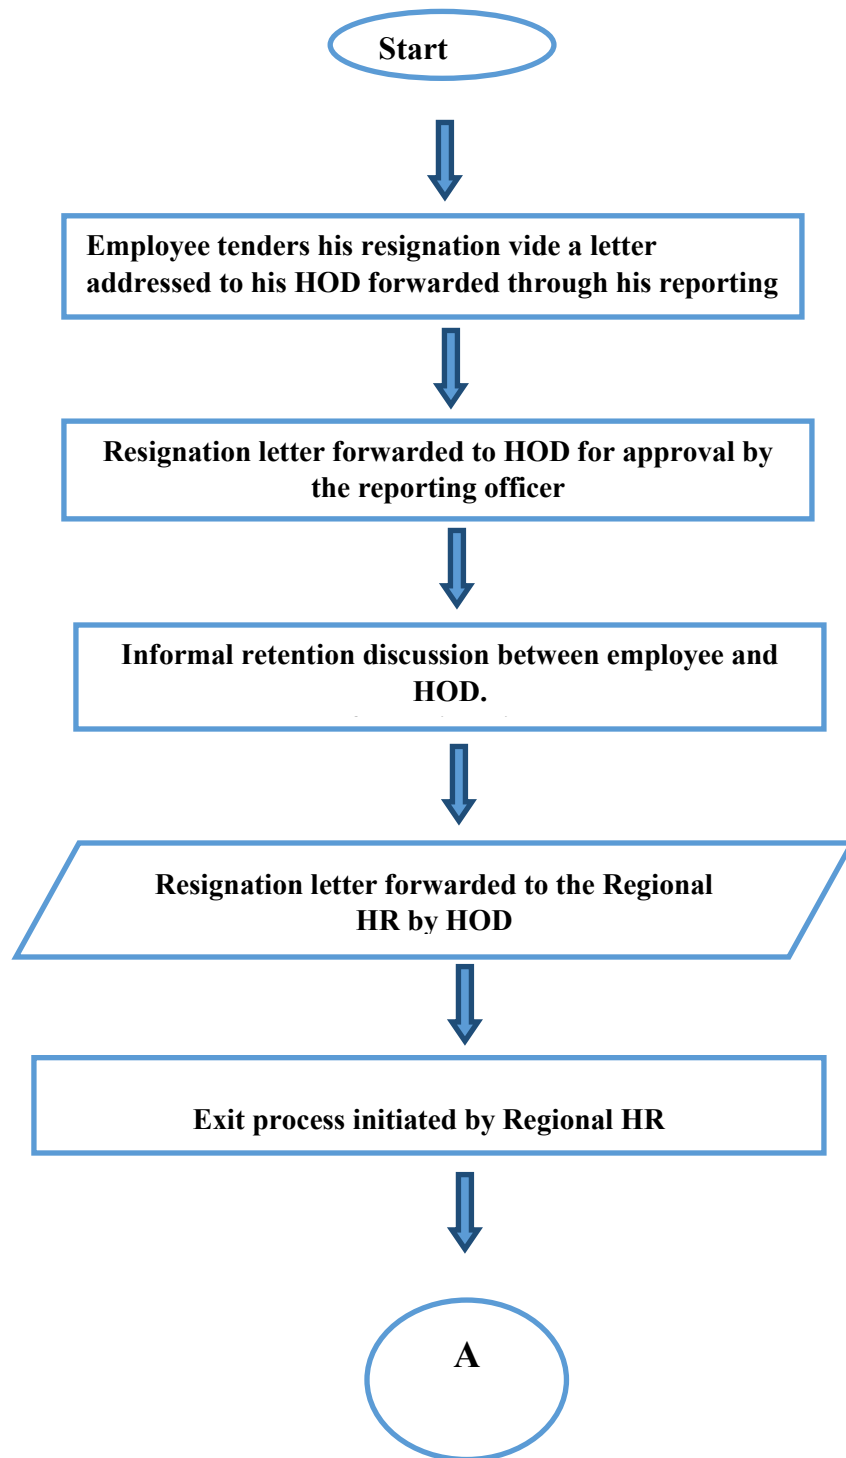 Start
Employee tenders his resignation vide a letter
addressed to his HOD forwarded through his reporting
Resignation letter forwarded to HOD for approval by
the reporting officer
Informal retention discussion between employee and
HOD.
Resignation letter forwarded to the Regional
HR by HOD
Exit process initiated by Regional HR
A